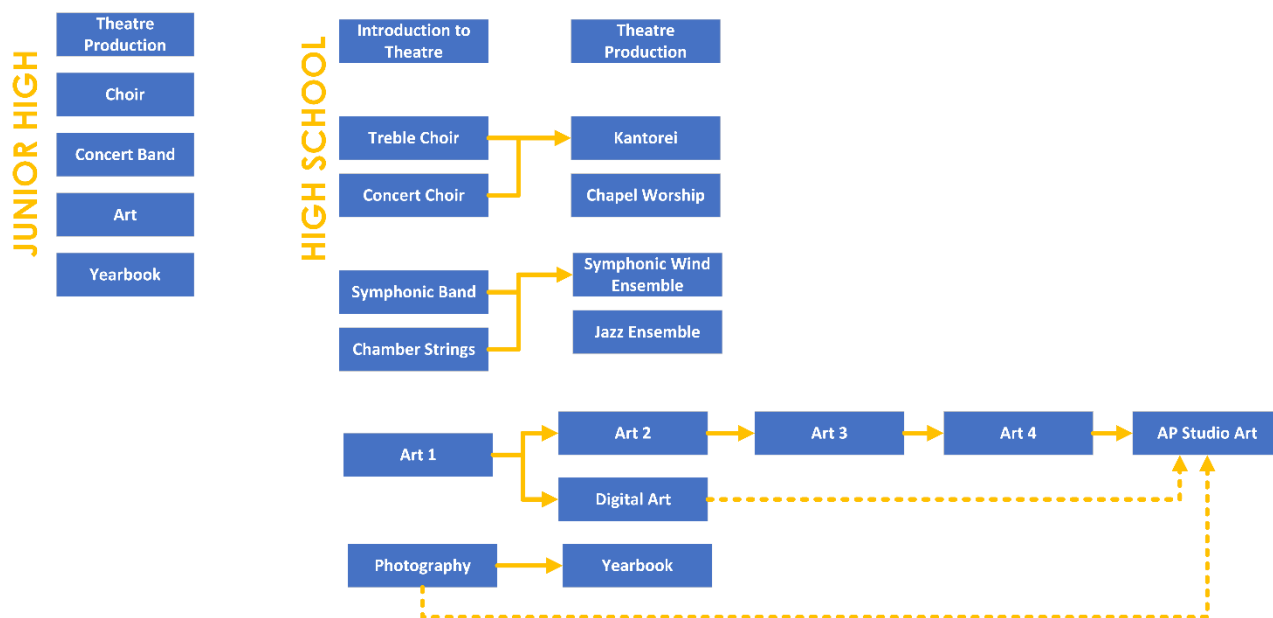 JUNIOR HIGH
Theatre
Production
Choir
Concert Band
Art
Yearbook
HIGH SCHOOL
Introduction to
Theatre
Theatre
Production
Treble Choir
Kantorei
Concert Choir
Chapel Worship
Symphonic Band
Symphonic Wind
Ensemble
Chamber Strings
Jazz Ensemble
Art 1
Art 2
Art 3
Art 4
AP Studio Art
Digital Art
Photography
Yearbook